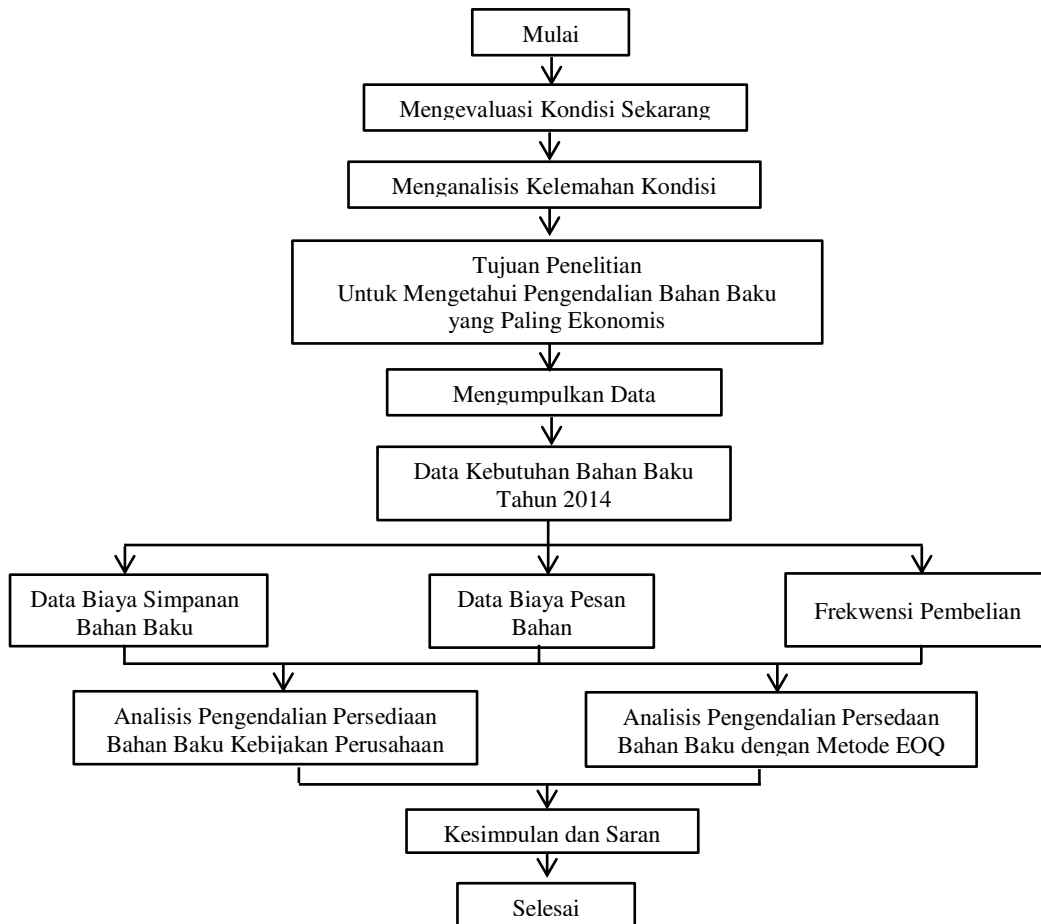 Mulai
Mengevaluasi Kondisi Sekarang
Menganalisis Kelemahan Kondisi
Tujuan Penelitian
Untuk Mengetahui Pengendalian Bahan Baku
yang Paling Ekonomis
Mengumpulkan Data
Data Kebutuhan Bahan Baku
Tahun 2014
Data Biaya Simpanan
Bahan Baku
Data Biaya Pesan
Bahan
Frekwensi Pembelian
Analisis Pengendalian Persediaan
Bahan Baku Kebijakan Perusahaan
Analisis Pengendalian Persedaan
Bahan Baku dengan Metode EOQ
Kesimpulan dan Saran
Selesai